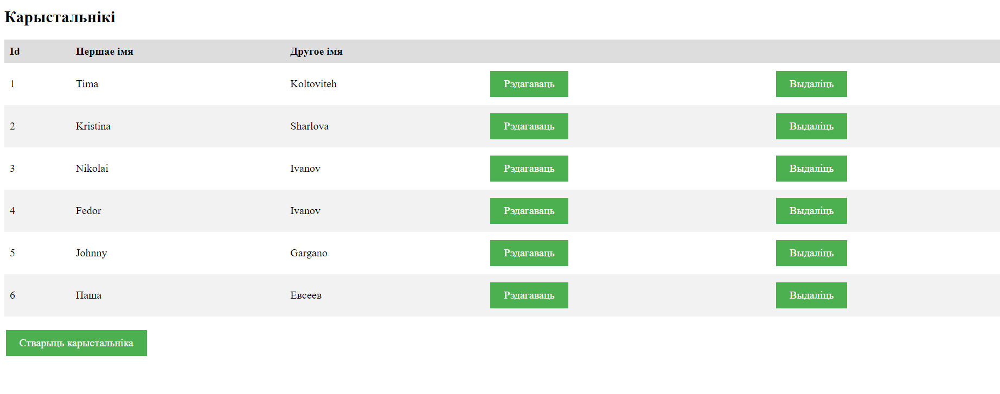 Карыстальнікі
Id Першае імя Другое імя
1 Tima Koltoviteh Рэдагаваць Выдаліць
2 Kristina Sharlova Рэдагаваць Выдаліць
3 Nikolai Ivanov Рэдагаваць Выдаліць
4 Fedor Ivanov Рэдагаваць Выдаліць
5 Johnny Gargano Рэдагаваць Выдаліць
6 Паша Евсеев Рэдагаваць Выдаліць
Стварыць карыстальніка